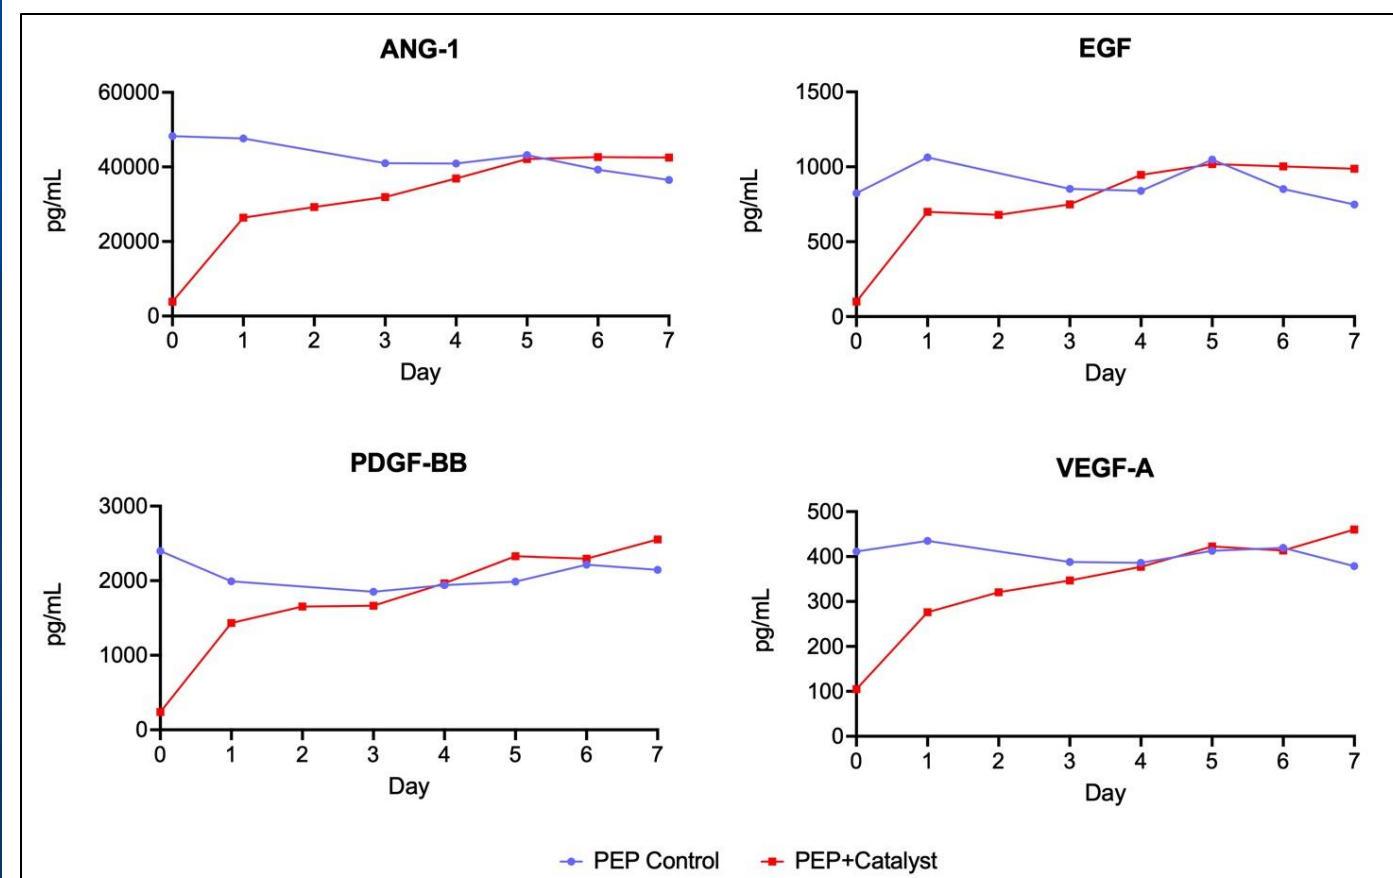 ANG-1
60000
40000
20000
0
pg/mL
0 1 2 3 4 5 6 7
Day
EGF
1500
1000
500
0
pg/mL
0 1 2 3 4 5 6 7
Day
PDGF-BB
3000
2000
1000
0
pg/mL
0 1 2 3 4 5 6 7
Day
VEGF-A
500
400
300
200
100
0
pg/mL
0 1 2 3 4 5 6 7
Day
PEP Control PEP+Catalyst